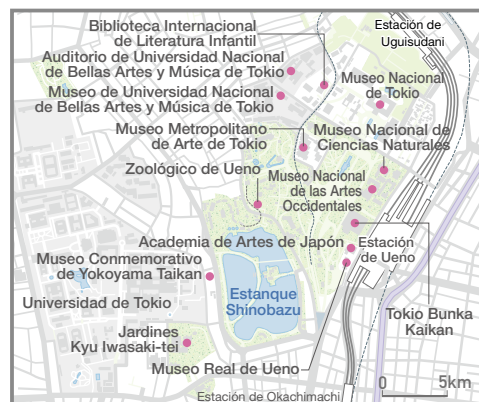 Biblioteca Internacional
de Literatura Infantil
Estación de
Uguisudani
Auditorio de Universidad Nacional
de Bellas Artes y Música de Tokio
Museo Nacional
de Tokio
Museo de Universidad Nacional
de Bellas Artes y Música de Tokio
Museo Metropolitano
de Arte de Tokio
Museo Nacional de
Ciencias Naturales
Zoológico de Ueno
Museo Nacional
de las Artes
Occidentales
Academia de Artes de Japón
Estación
de Ueno
Museo Conmemorativo
de Yokoyama Taikan
Universidad de Tokio
Estanque
Shinobazu
Tokio Bunka
Kaikan
Jardines
Kyu Iwasaki-tei
Museo Real de Ueno
Estación de Okachimachi
0 5km